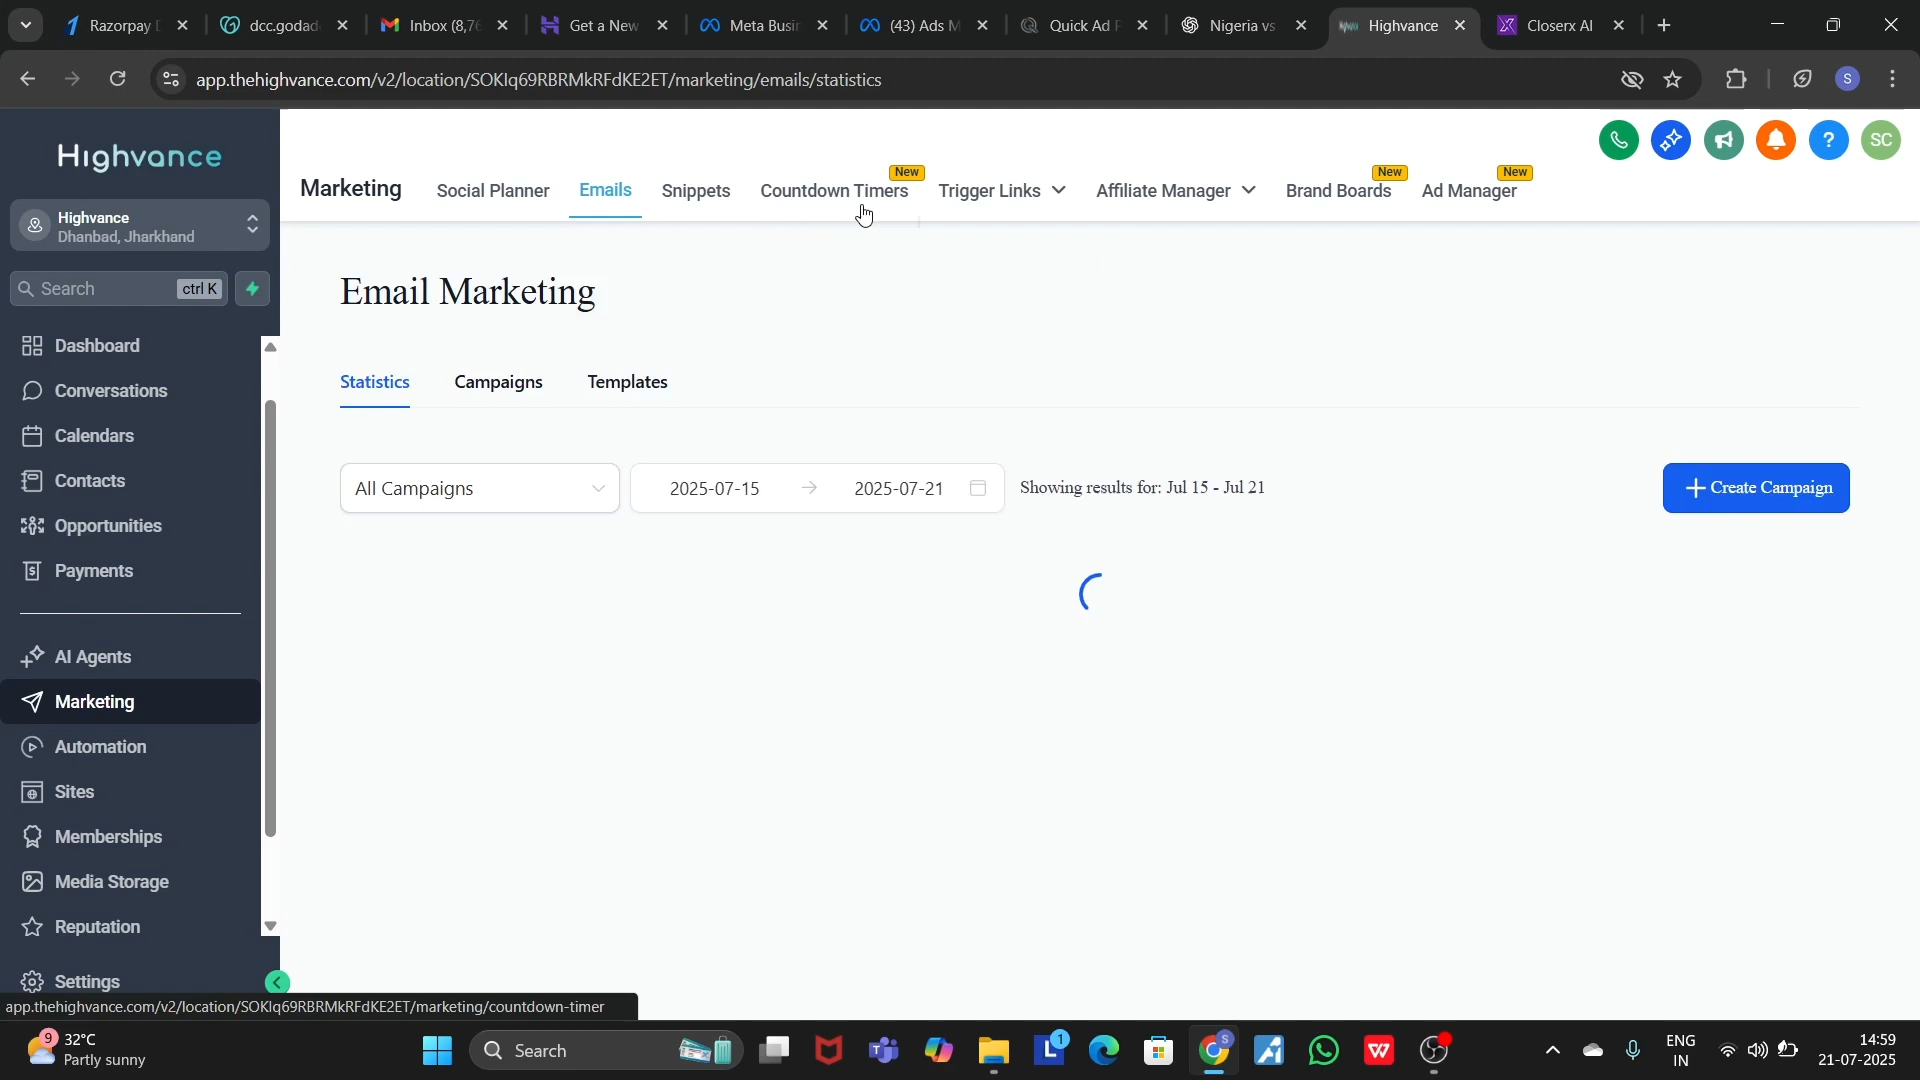 Razorpay D
dcc.godad
Inbox (8,76
Get a New
Meta Busin
(43) Ads M
Quick Ad F
Nigeria vs
Highvance
Closerx AI
app.thehighvance.com/v2/location/SOKlq69RBRMkRFdKE2ET/marketing/emails/statistics
S
Highvance
SC
Marketing
Social Planner
Emails
Snippets
Countdown Timers
New
Trigger Links
Affiliate Manager
Brand Boards
New
Ad Manager
New
Highvance
Dhanbad, Jharkhand
Search
ctrl K
Dashboard
Conversations
Calendars
Contacts
Opportunities
Payments
AI Agents
Marketing
Automation
Sites
Memberships
Media Storage
Reputation
Settings
Email Marketing
Statistics
Campaigns
Templates
All Campaigns
2025-07-15
2025-07-21
Showing results for: Jul 15 - Jul 21
Create Campaign
app.thehighvance.com/v2/location/SOKlq69RBRMkRFdKE2ET/marketing/countdown-timer
9
32°C
Partly sunny
Search
1
ENG
IN
14:59
21-07-2025